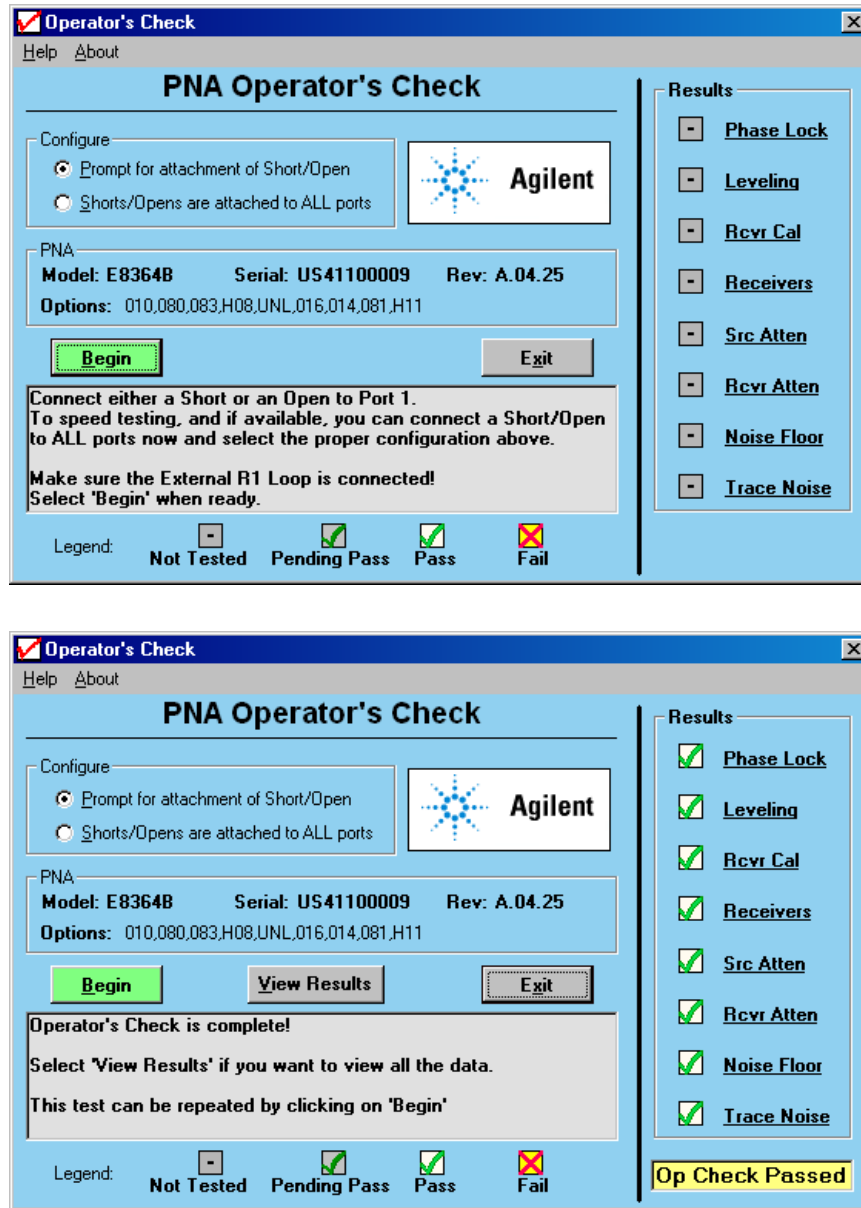 Operator's Check
Help About
PNA Operator's Check
Configure
Prompt for attachment of Short/Open
Shorts/Opens are attached to ALL ports
Agilent
PNA
Model: E8364B Serial: US41100009 Rev: A.04.25
Options: 010,080,083,H08,UNL,016,014,081,H11
Begin Exit
Connect either a Short or an Open to Port 1.
To speed testing, and if available, you can connect a Short/Open
to ALL ports now and select the proper configuration above.
Make sure the External R1 Loop is connected!
Select 'Begin' when ready.
Legend: Not Tested Pending Pass Pass Fail
Results
Phase Lock
Leveling
Rcvr Cal
Receivers
Src Atten
Rcvr Atten
Noise Floor
Trace Noise
Operator's Check
Help About
PNA Operator's Check
Configure
Prompt for attachment of Short/Open
Shorts/Opens are attached to ALL ports
Agilent
PNA
Model: E8364B Serial: US41100009 Rev: A.04.25
Options: 010,080,083,H08,UNL,016,014,081,H11
Begin View Results Exit
Operator's Check is complete!
Select 'View Results' if you want to view all the data.
This test can be repeated by clicking on 'Begin'
Legend: Not Tested Pending Pass Pass Fail
Results
Phase Lock
Leveling
Rcvr Cal
Receivers
Src Atten
Rcvr Atten
Noise Floor
Trace Noise
Op Check Passed